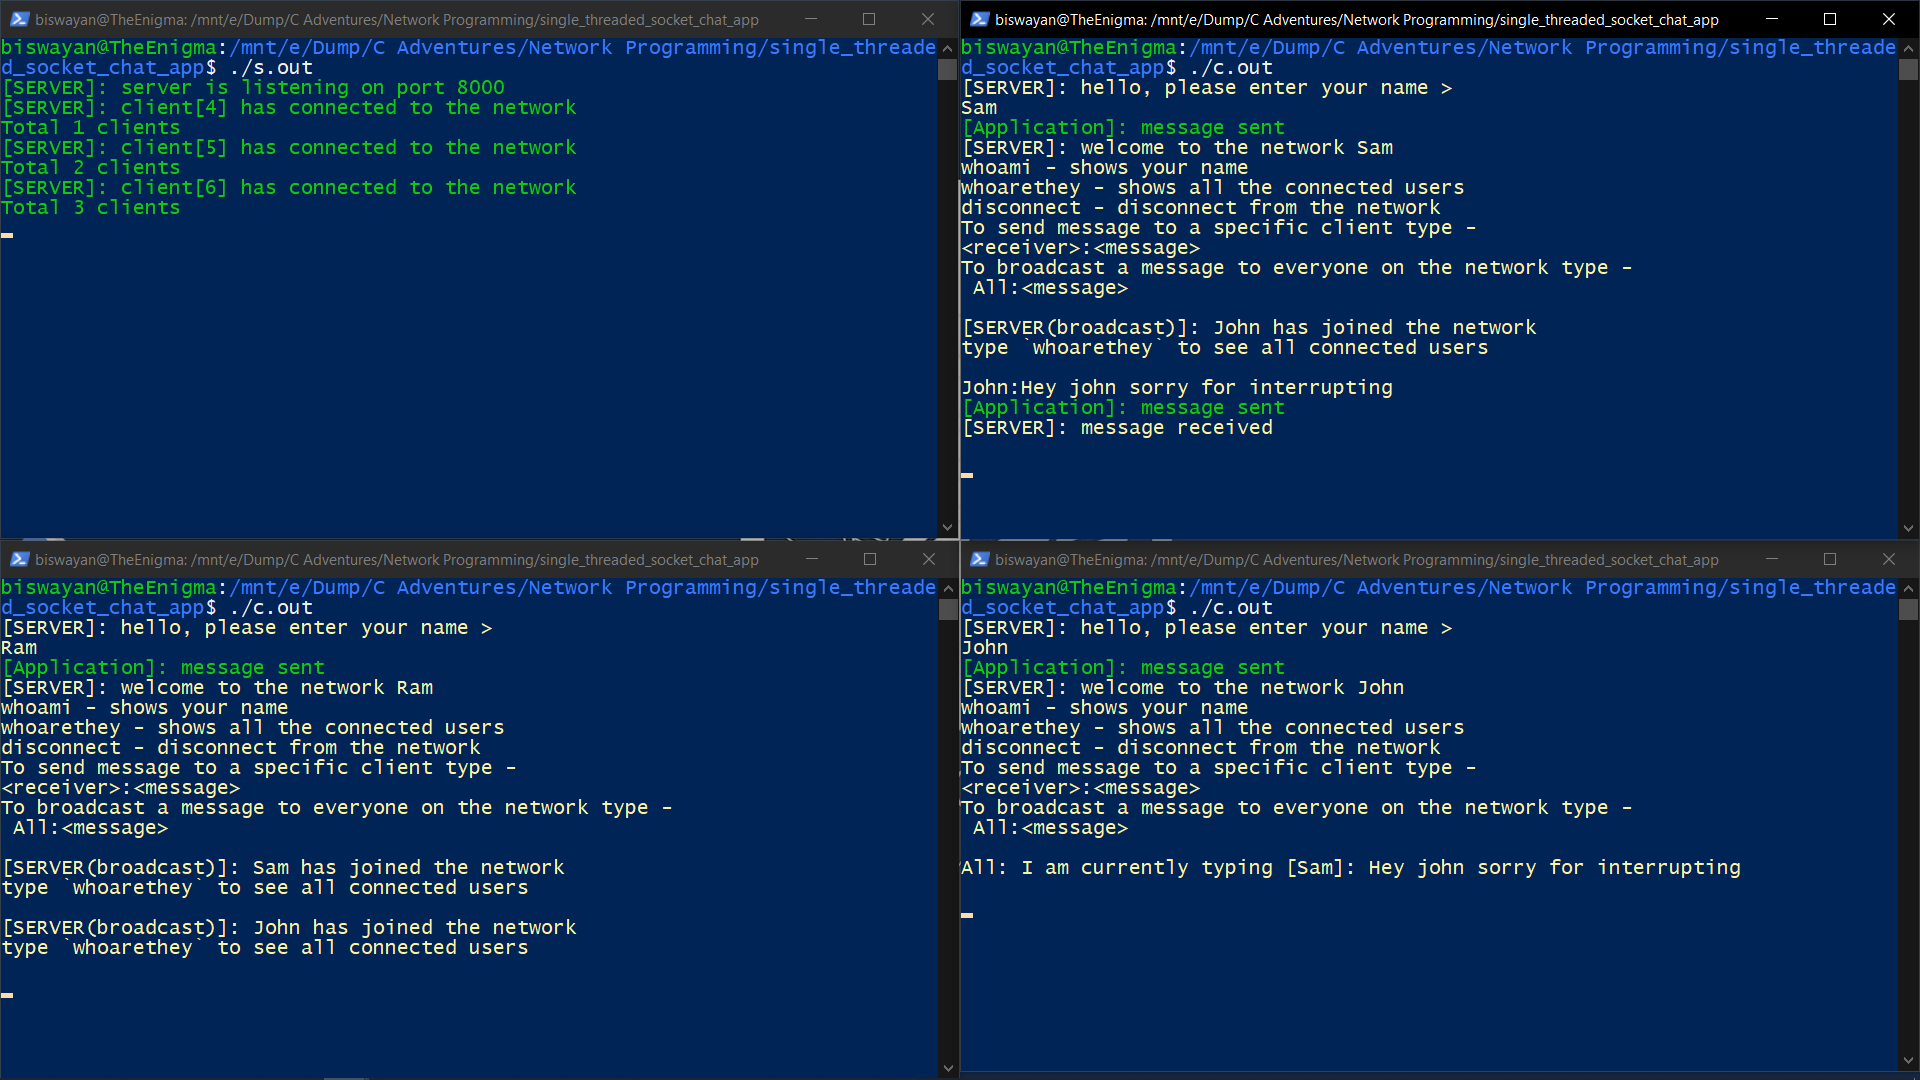 biswayan@TheEnigma: /mnt/e/Dump/C Adventures/Network Programming/single_threaded_socket_chat_app
biswayan@TheEnigma:/mnt/e/Dump/C Adventures/Network Programming/single_threade
d_socket_chat_app$ ./s.out
[SERVER]: server is listening on port 8000
[SERVER]: client[4] has connected to the network
Total 1 clients
[SERVER]: client[5] has connected to the network
Total 2 clients
[SERVER]: client[6] has connected to the network
Total 3 clients
biswayan@TheEnigma: /mnt/e/Dump/C Adventures/Network Programming/single_threaded_socket_chat_app
biswayan@TheEnigma:/mnt/e/Dump/C Adventures/Network Programming/single_threade
d_socket_chat_app$ ./c.out
[SERVER]: hello, please enter your name >
Sam
[Application]: message sent
[SERVER]: welcome to the network Sam
whoami - shows your name
whoarethey - shows all the connected users
disconnect - disconnect from the network
To send message to a specific client type -
<receiver>:<message>
To broadcast a message to everyone on the network type -
 All:<message>
[SERVER(broadcast)]: John has joined the network
type `whoarethey` to see all connected users
John:Hey john sorry for interrupting
[Application]: message sent
[SERVER]: message received
biswayan@TheEnigma: /mnt/e/Dump/C Adventures/Network Programming/single_threaded_socket_chat_app
biswayan@TheEnigma:/mnt/e/Dump/C Adventures/Network Programming/single_threade
d_socket_chat_app$ ./c.out
[SERVER]: hello, please enter your name >
Ram
[Application]: message sent
[SERVER]: welcome to the network Ram
whoami - shows your name
whoarethey - shows all the connected users
disconnect - disconnect from the network
To send message to a specific client type -
<receiver>:<message>
To broadcast a message to everyone on the network type -
 All:<message>
[SERVER(broadcast)]: Sam has joined the network
type `whoarethey` to see all connected users
[SERVER(broadcast)]: John has joined the network
type `whoarethey` to see all connected users
biswayan@TheEnigma: /mnt/e/Dump/C Adventures/Network Programming/single_threaded_socket_chat_app
biswayan@TheEnigma:/mnt/e/Dump/C Adventures/Network Programming/single_threade
d_socket_chat_app$ ./c.out
[SERVER]: hello, please enter your name >
John
[Application]: message sent
[SERVER]: welcome to the network John
whoami - shows your name
whoarethey - shows all the connected users
disconnect - disconnect from the network
To send message to a specific client type -
<receiver>:<message>
To broadcast a message to everyone on the network type -
 All:<message>
All: I am currently typing [Sam]: Hey john sorry for interrupting